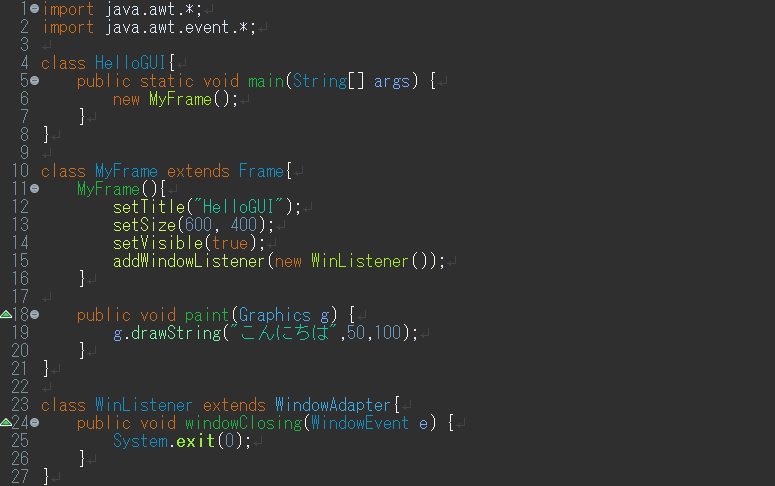 1 import java.awt.*;
2 import java.awt.event.*;
3
4 class HelloGUI{
5     public static void main(String[] args) {
6         new MyFrame();
7     }
8 }
9
10 class MyFrame extends Frame{
11     MyFrame(){
12         setTitle("HelloGUI");
13         setSize(600, 400);
14         setVisible(true);
15         addWindowListener(new WinListener());
16     }
17
18     public void paint(Graphics g) {
19         g.drawString("こんにちは",50,100);
20     }
21 }
22
23 class WinListener extends WindowAdapter{
24     public void windowClosing(WindowEvent e) {
25         System.exit(0);
26     }
27 }